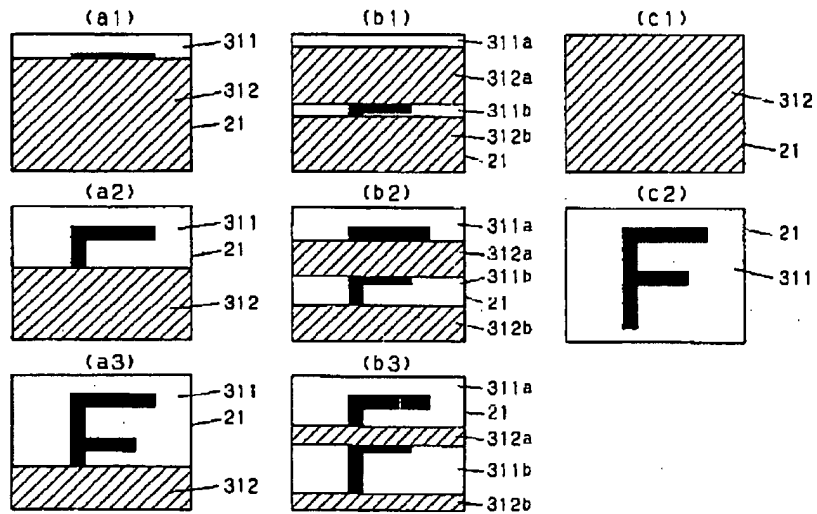 (a1) (b1) (c1)
311 311a
312 312a 312
311b
21 312b 21
21
(a2) (b2) (c2)
311 311a 21
21 312a
311b 311
312 21
312b
F
(a3) (b3)
311 311a
21 21
312a
311b
312 312b